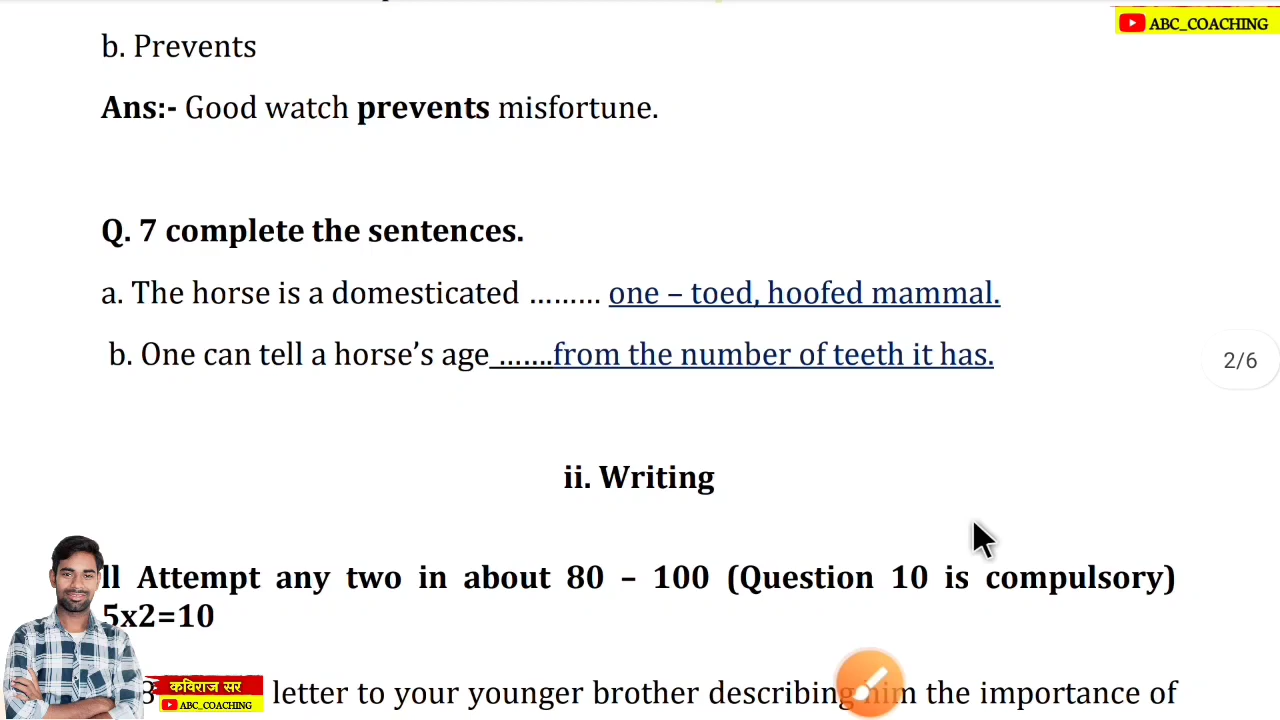 ABC_COACHING
b. Prevents
Ans:- Good watch prevents misfortune.
Q. 7 complete the sentences.
a. The horse is a domesticated ……… one – toed, hoofed mammal.
b. One can tell a horse’s age …….from the number of teeth it has.
2/6
ii. Writing
ll Attempt any two in about 80 – 100 (Question 10 is compulsory)
5x2=10
letter to your younger brother describing him the importance of
कविराज सर
ABC_COACHING